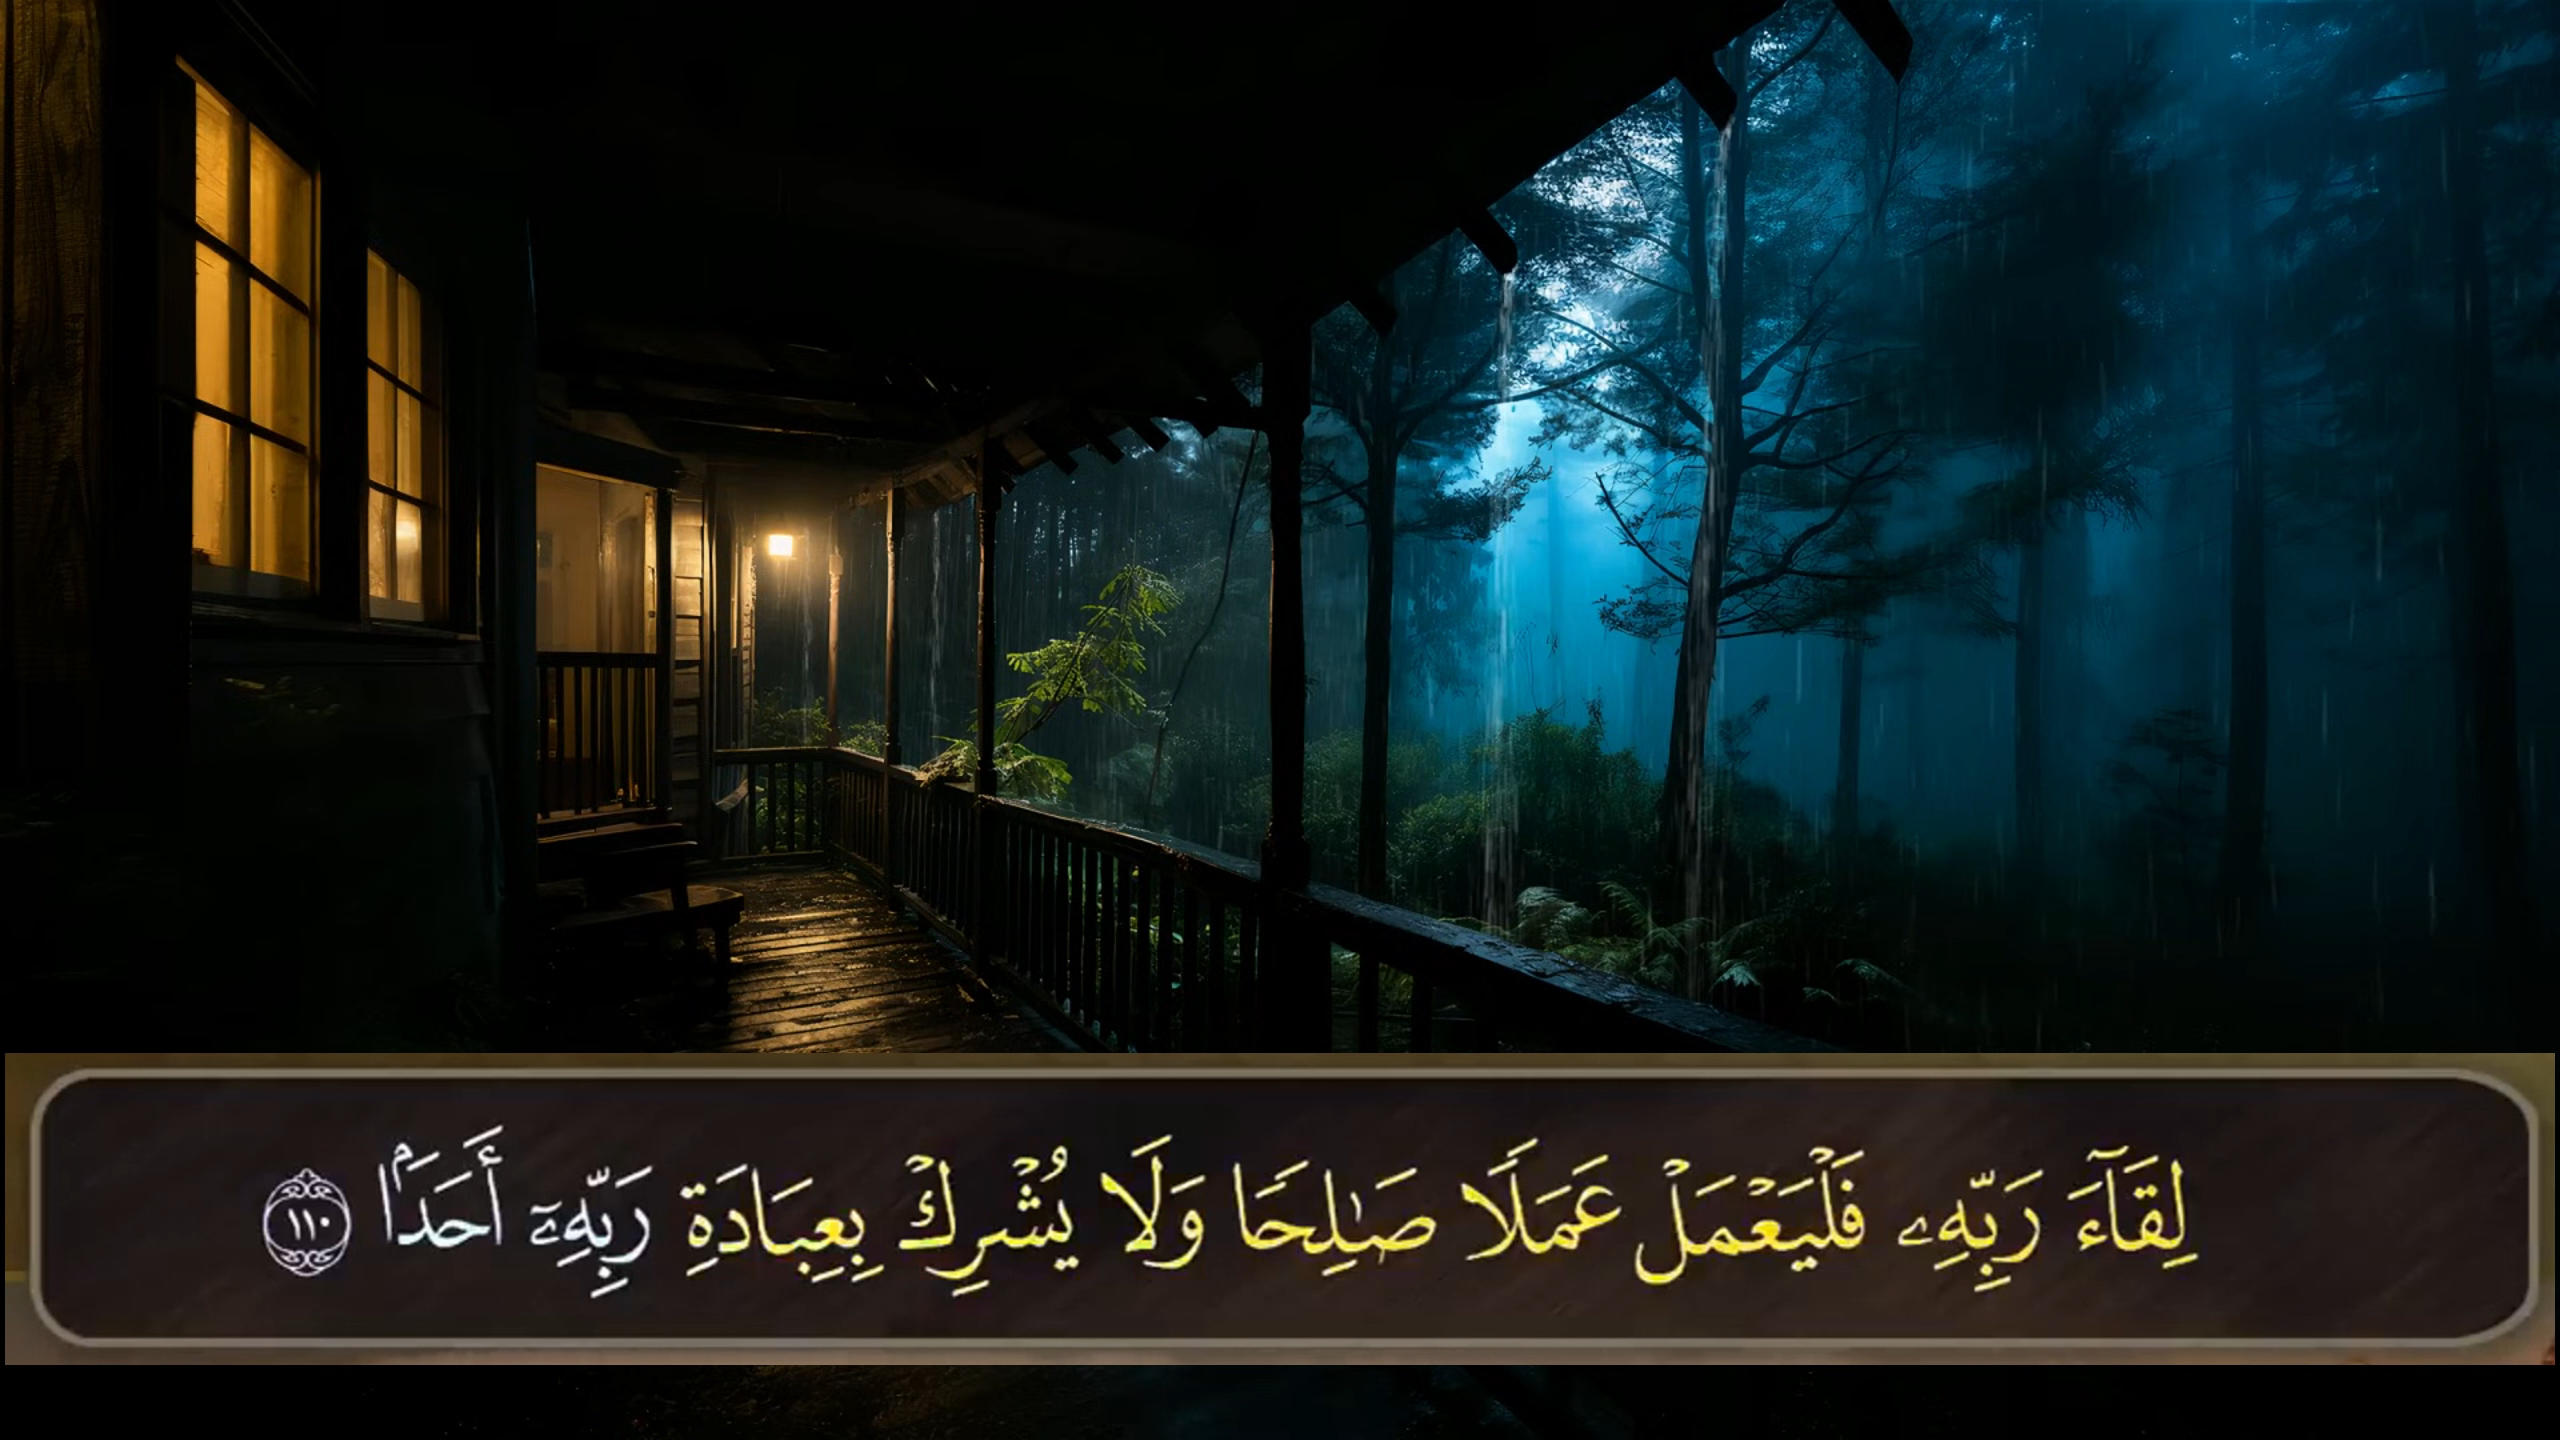 لِقَآءَ رَبِّهِۦ فَلۡيَعۡمَلۡ عَمَلٗا صَٰلِحٗا وَلَا يُشۡرِكۡ بِعِبَادَةِ رَبِّهِۦٓ أَحَدَۢا ١١٠